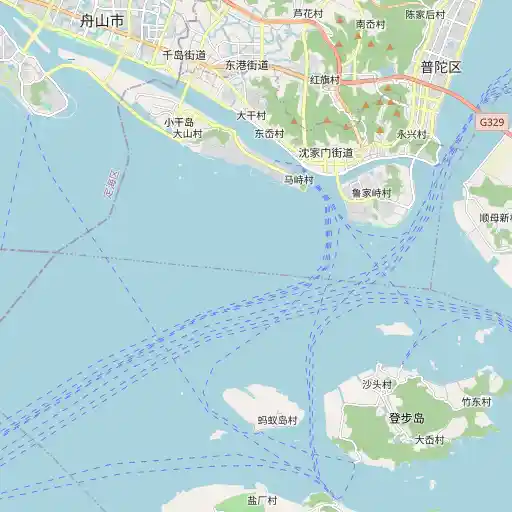 芦花村
陈家后村
舟山市
南岙村
千岛街道
东港街道
普陀区
红旗村
小干岛
大干村
G329
大山村
东岙村
永兴村
沈家门街道
定海区
马峙村
鲁家峙村
顺母新村
沙头村
竹东村
蚂蚁岛村
登步岛
大岙村
盐厂村